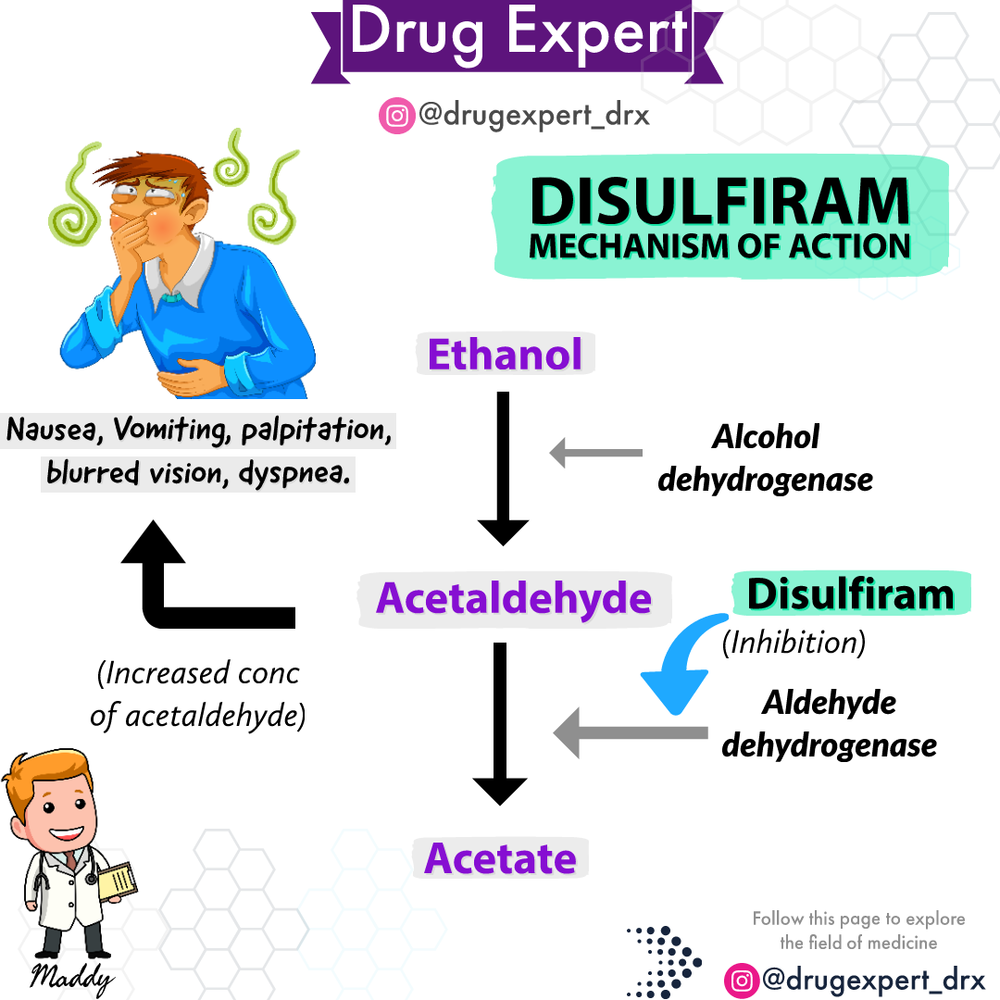 Drug Expert
@drugexpert_drx
DISULFIRAM
MECHANISM OF ACTION
Ethanol
Nausea, Vomiting, palpitation,
blurred vision, dyspnea.
Alcohol
dehydrogenase
Acetaldehyde
Disulfiram
(Inhibition)
(Increased conc
of acetaldehyde)
Aldehyde
dehydrogenase
Acetate
Maddy
Follow this page to explore
the field of medicine
@drugexpert_drx